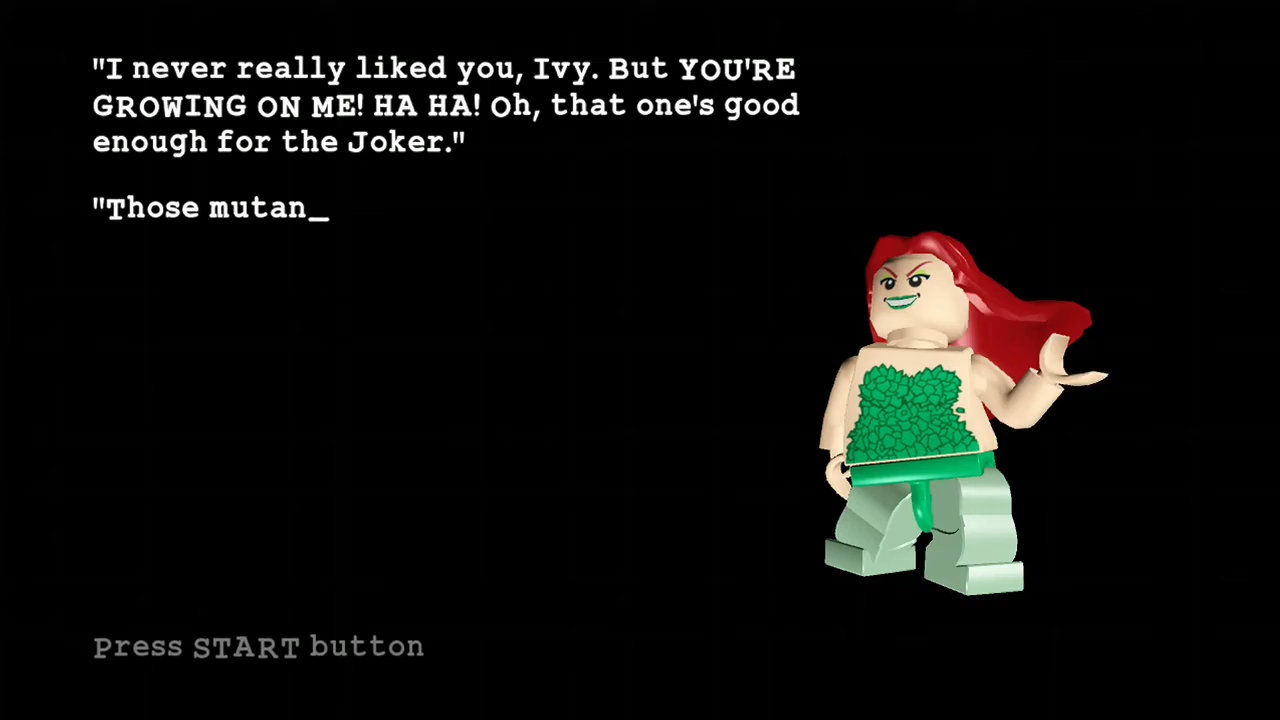 "I never really liked you, Ivy. But YOU'RE
GROWING ON ME! HA HA! Oh, that one's good
enough for the Joker."
"Those mutan_
Press START button